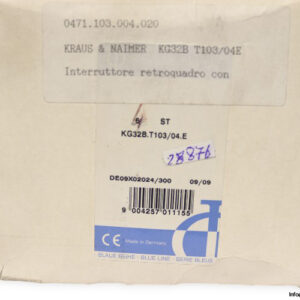 0471.103.004.020
KRAUS & NAIMER KG32B T103/04E
Interruttore retroquadro con
ST
KG32B.T103/04.E
28876
DE09X02024/300 09/09
9 004257 011155
CE Made in Germany
BLAUE REIHE - BLUE LINE - SERIE BLEUE